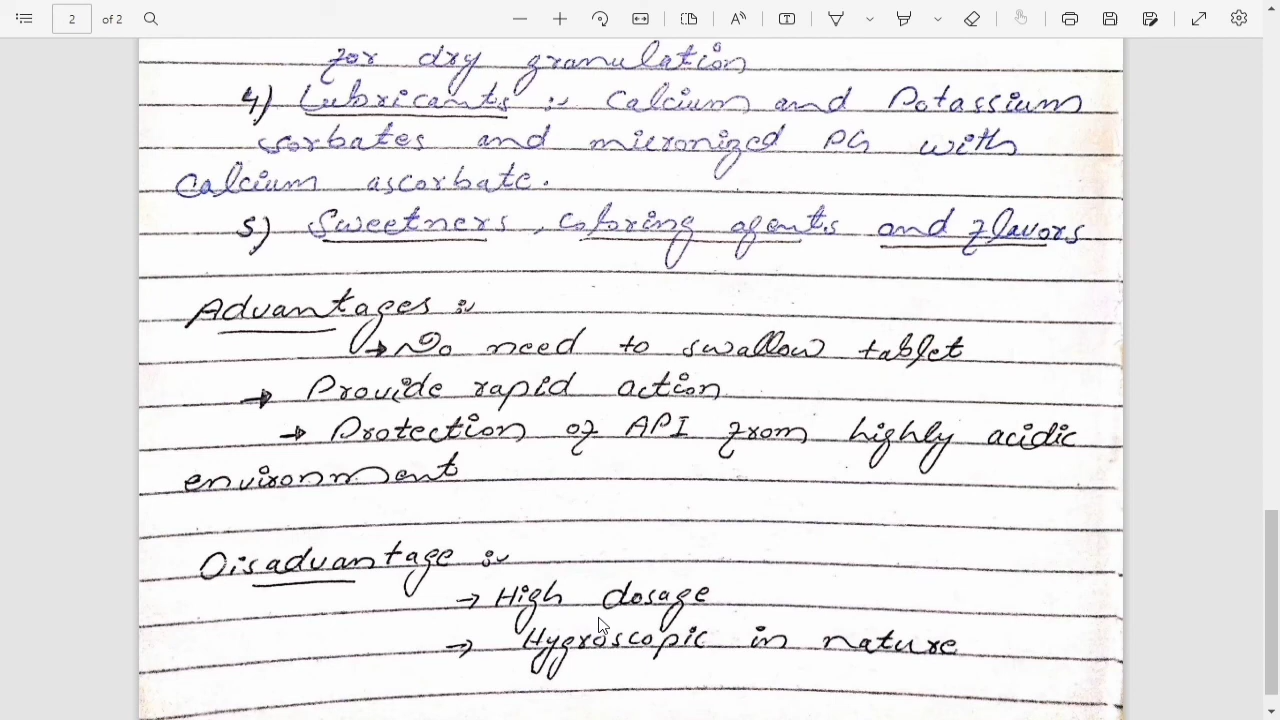 2 of 2
for dry granulation
4) Lubricants :- Calcium and Potassium
sorbates and micronized PG with
Calcium ascorbate.
5) Sweetners, coloring agents and flavors
Advantages :-
→ No need to swallow tablet
→ Provide rapid action
→ Protection of API from highly acidic
environment
Disadvantage :-
→ High dosage
→ Hygroscopic in nature